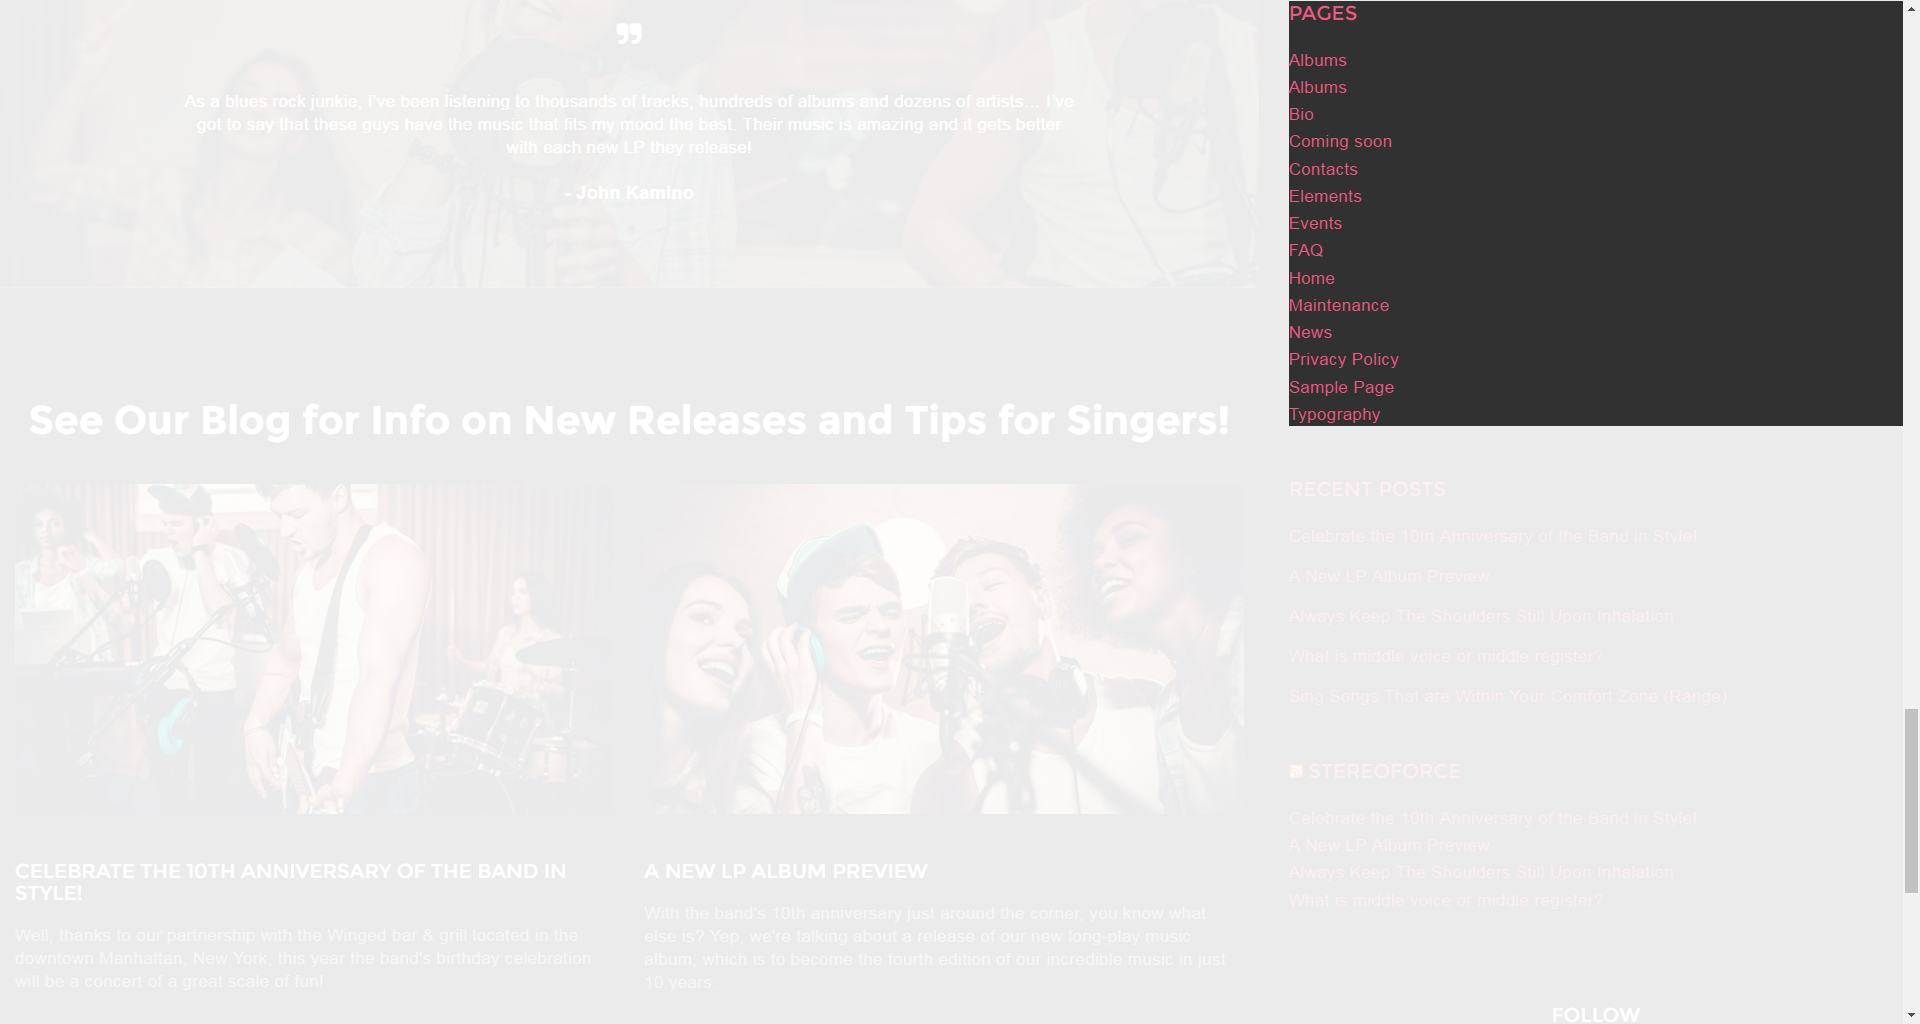 As a blues rock junkie, I've been listening to thousands of tracks, hundreds of albums and dozens of artists... I've
got to say that these guys have the music that fits my mood the best. Their music is amazing and it gets better
with each new LP they release!
- John Kamino
See Our Blog for Info on New Releases and Tips for Singers!
CELEBRATE THE 10TH ANNIVERSARY OF THE BAND IN
STYLE!
Well, thanks to our partnership with the Winged bar & grill located in the
downtown Manhattan, New York, this year the band's birthday celebration
will be a concert of a great scale of fun!
A NEW LP ALBUM PREVIEW
With the band's 10th anniversary just around the corner, you know what
else is? Yep, we're talking about a release of our new long-play music
album, which is to become the fourth edition of our incredible music in just
10 years
PAGES
Albums
Albums
Bio
Coming soon
Contacts
Elements
Events
FAQ
Home
Maintenance
News
Privacy Policy
Sample Page
Typography
RECENT POSTS
Celebrate the 10th Anniversary of the Band in Style!
A New LP Album Preview
Always Keep The Shoulders Still Upon Inhalation
What is middle voice or middle register?
Sing Songs That are Within Your Comfort Zone (Range)
STEREOFORCE
Celebrate the 10th Anniversary of the Band in Style!
A New LP Album Preview
Always Keep The Shoulders Still Upon Inhalation
What is middle voice or middle register?
FOLLOW